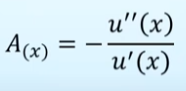 A₍ₓ₎ = − u''(x) / u'(x)